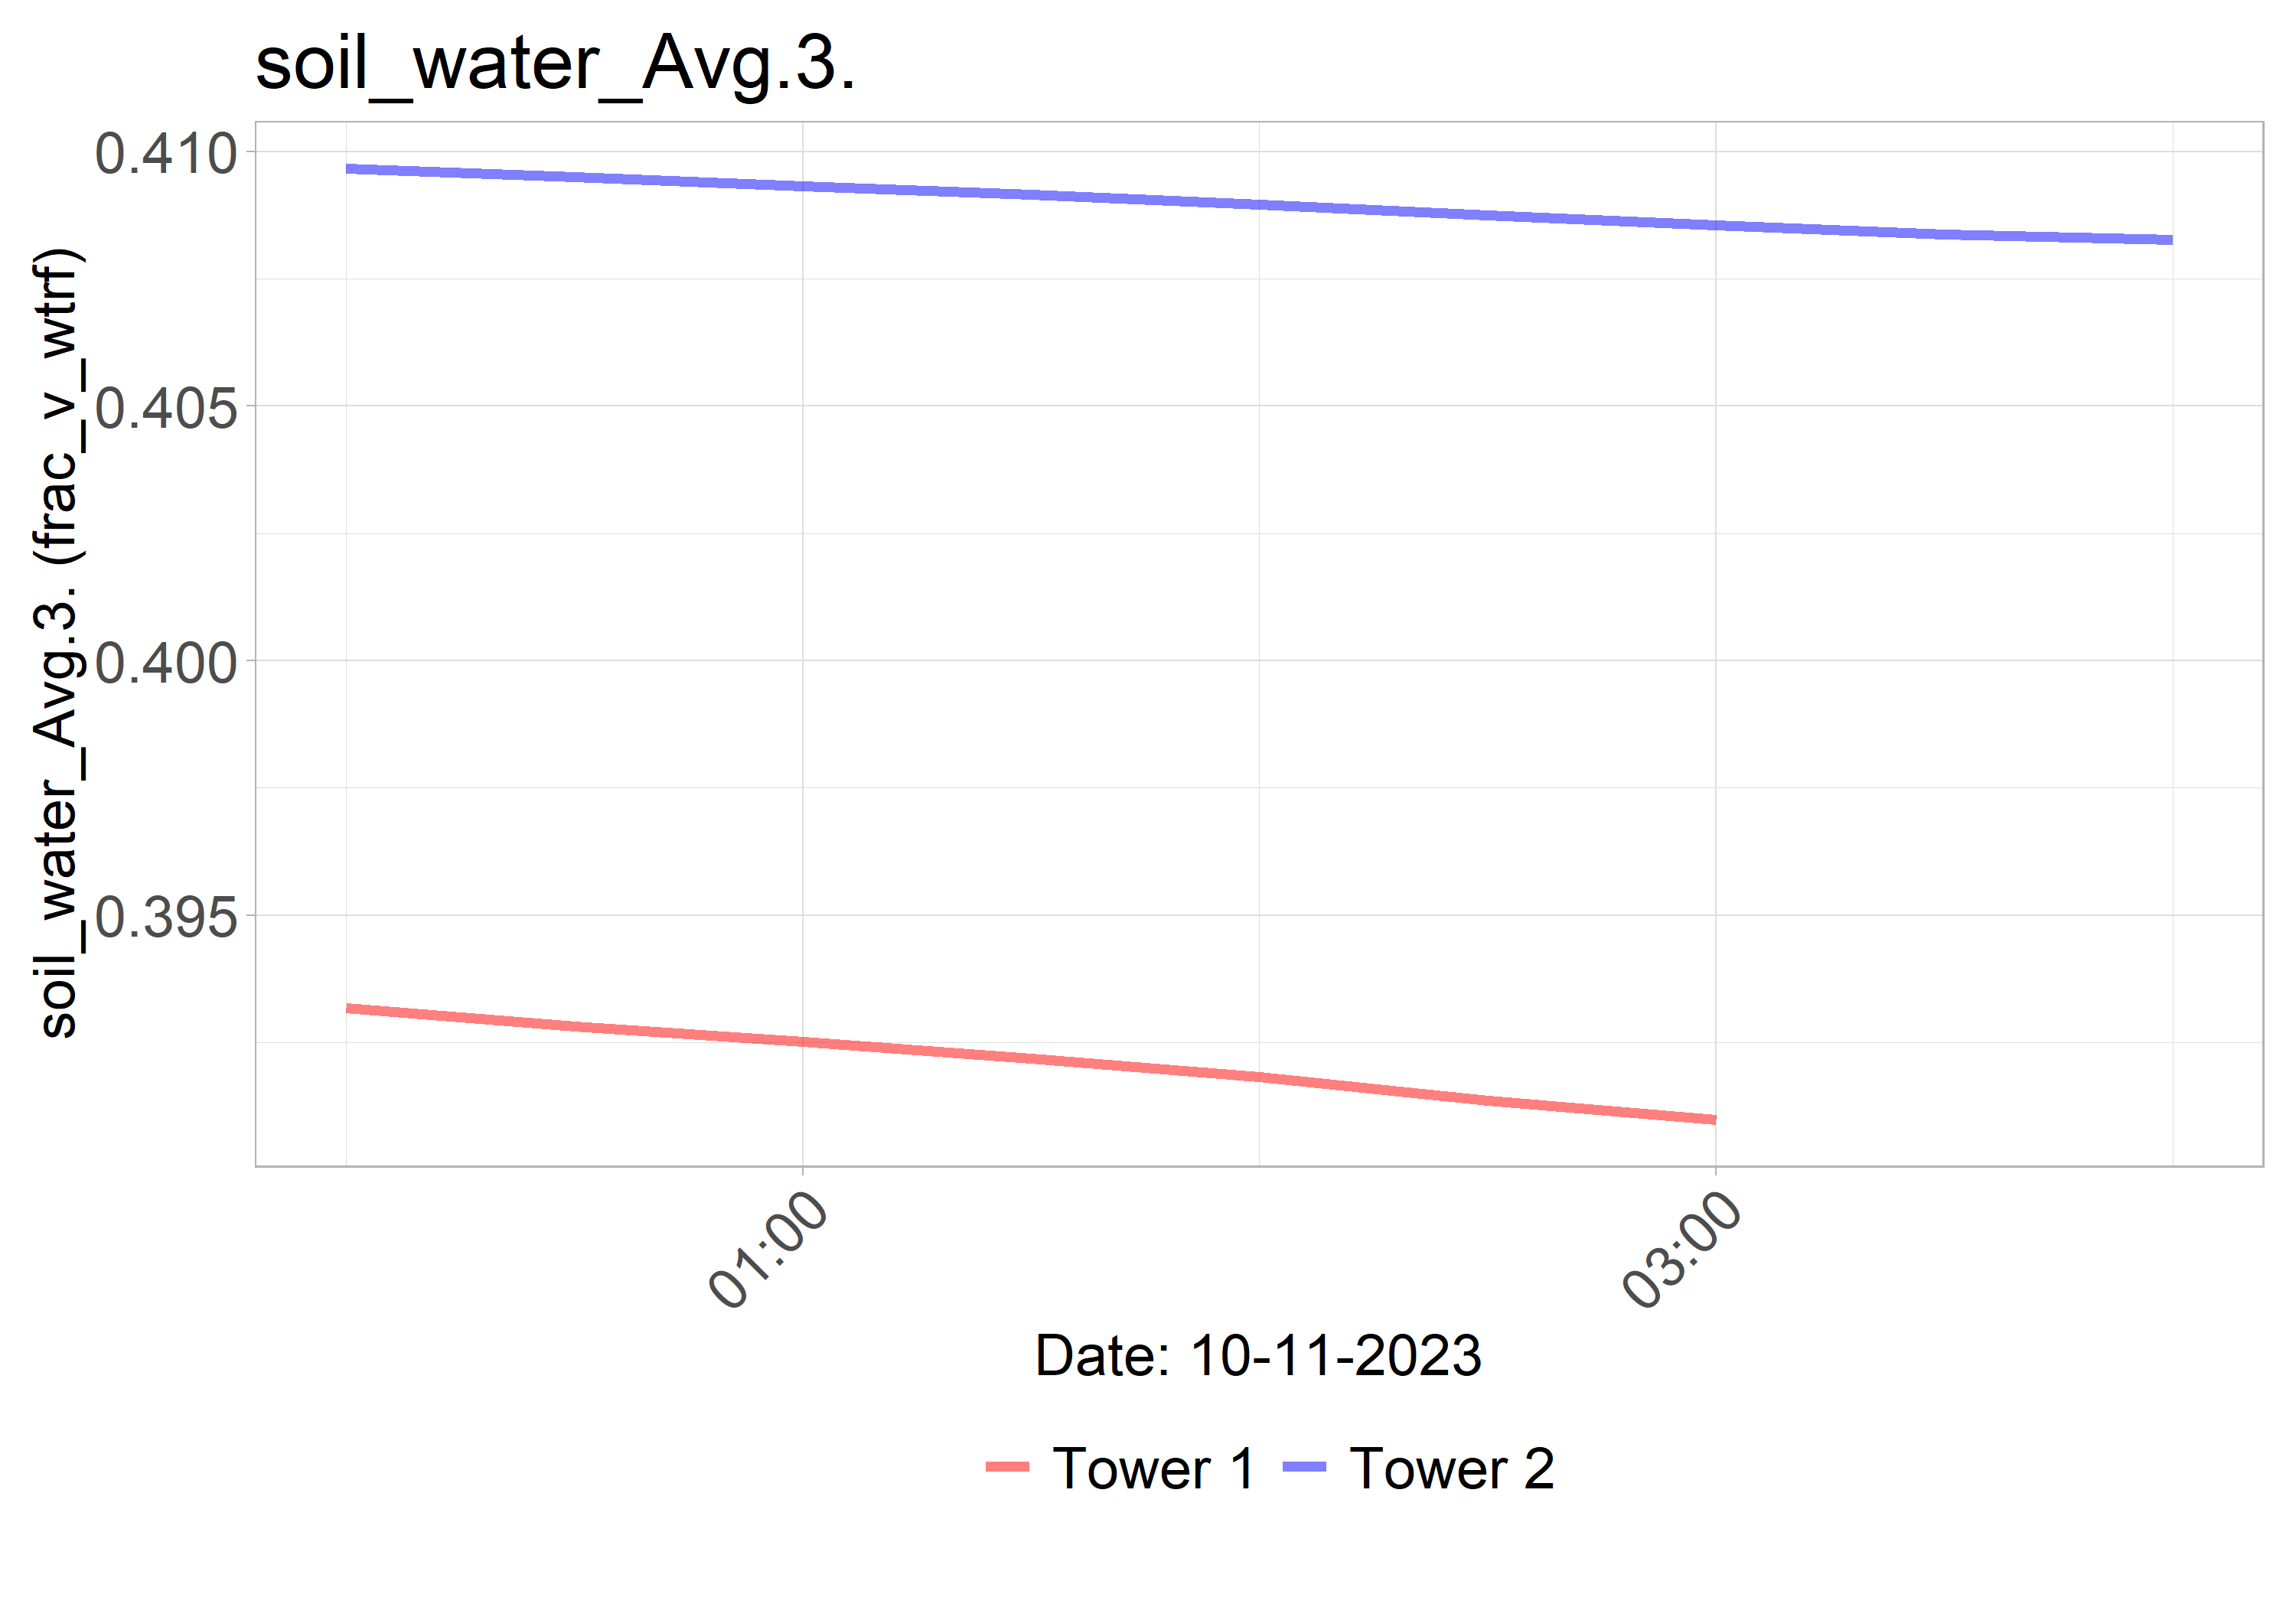 soil_water_Avg.3.
soil_water_Avg.3. (frac_v_wtrf)
0.410
0.405
0.400
0.395
01:00
03:00
Date: 10-11-2023
Tower 1
Tower 2